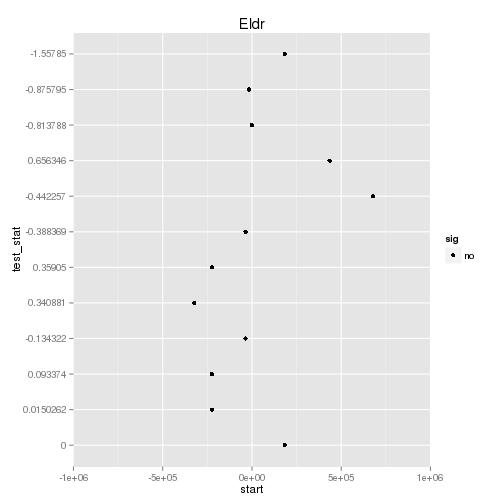 Eldr
-1.55785
-0.875795
-0.813788
0.656346
-0.442257
-0.388369
0.35905
0.340881
-0.134322
0.093374
0.0150262
0
test_stat
-1e+06
-5e+05
0e+00
5e+05
1e+06
start
sig
no